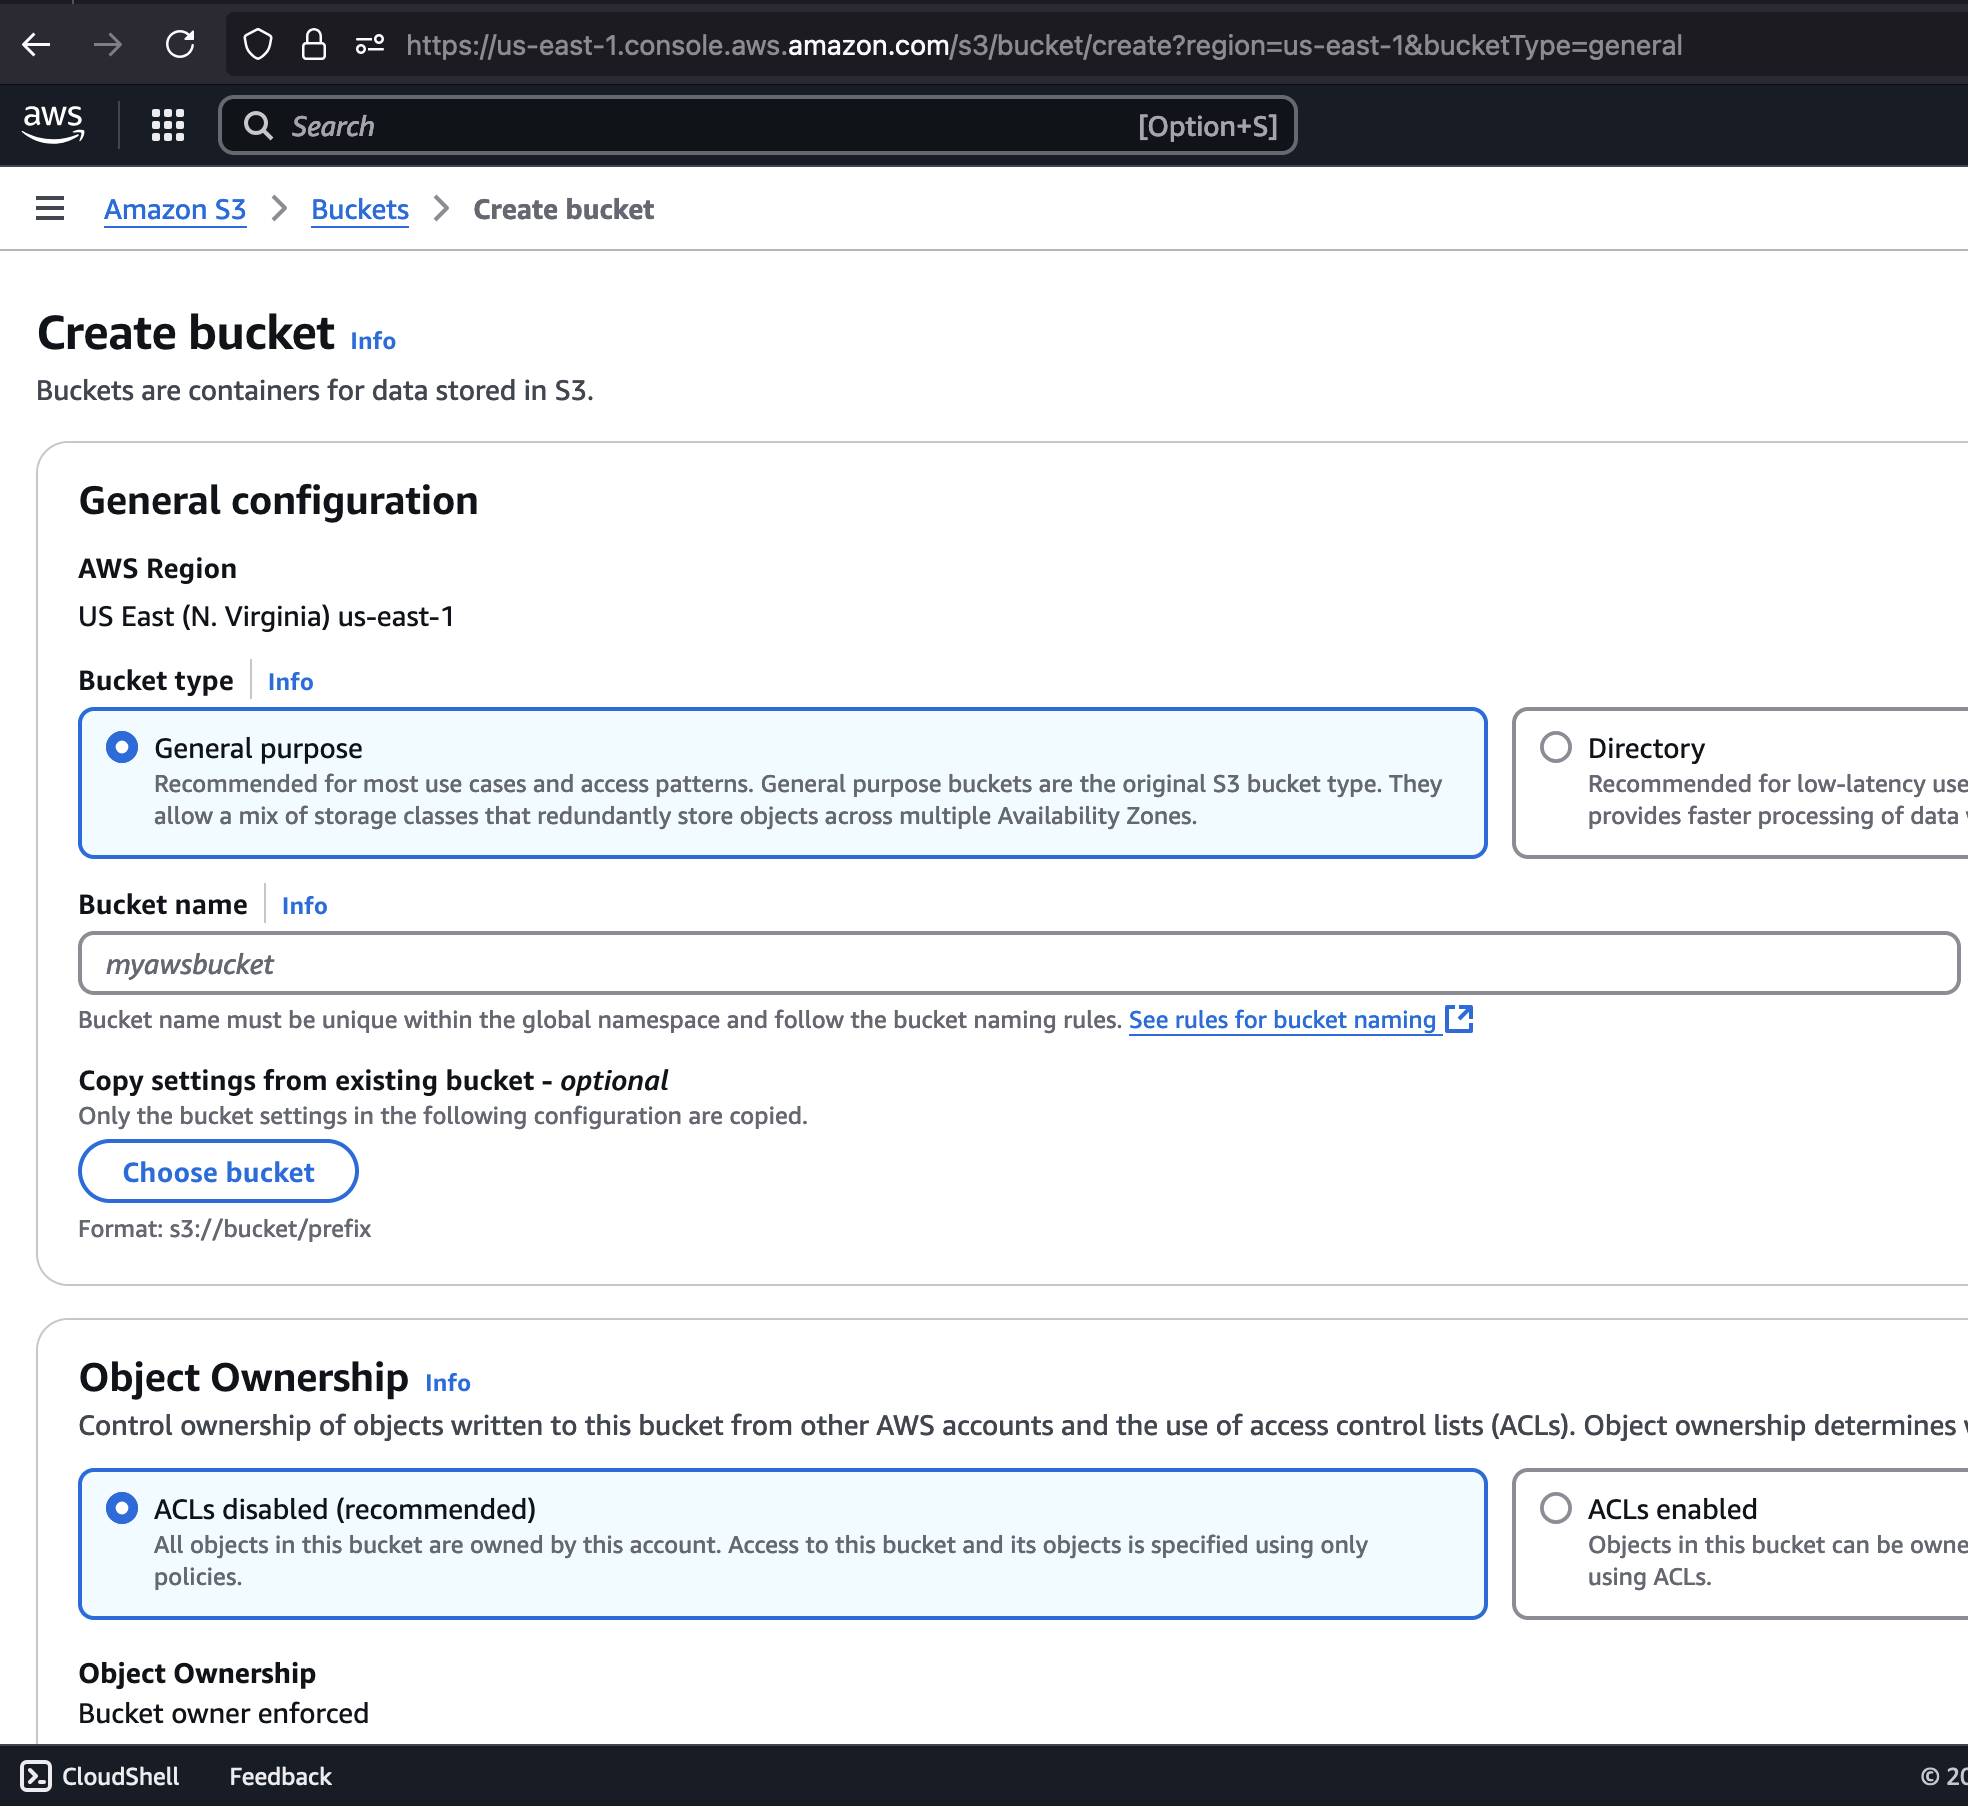 https://us-east-1.console.aws.amazon.com/s3/bucket/create?region=us-east-1&bucketType=general
aws
Search [Option+S]
Amazon S3 > Buckets > Create bucket
Create bucket Info
Buckets are containers for data stored in S3.
General configuration
AWS Region
US East (N. Virginia) us-east-1
Bucket type Info
General purpose
Recommended for most use cases and access patterns. General purpose buckets are the original S3 bucket type. They
allow a mix of storage classes that redundantly store objects across multiple Availability Zones.
Directory
Recommended for low-latency use
provides faster processing of data
Bucket name Info
myawsbucket
Bucket name must be unique within the global namespace and follow the bucket naming rules. See rules for bucket naming
Copy settings from existing bucket - optional
Only the bucket settings in the following configuration are copied.
Choose bucket
Format: s3://bucket/prefix
Object Ownership Info
Control ownership of objects written to this bucket from other AWS accounts and the use of access control lists (ACLs). Object ownership determines
ACLs disabled (recommended)
All objects in this bucket are owned by this account. Access to this bucket and its objects is specified using only
policies.
ACLs enabled
Objects in this bucket can be owne
using ACLs.
Object Ownership
Bucket owner enforced
CloudShell Feedback © 20